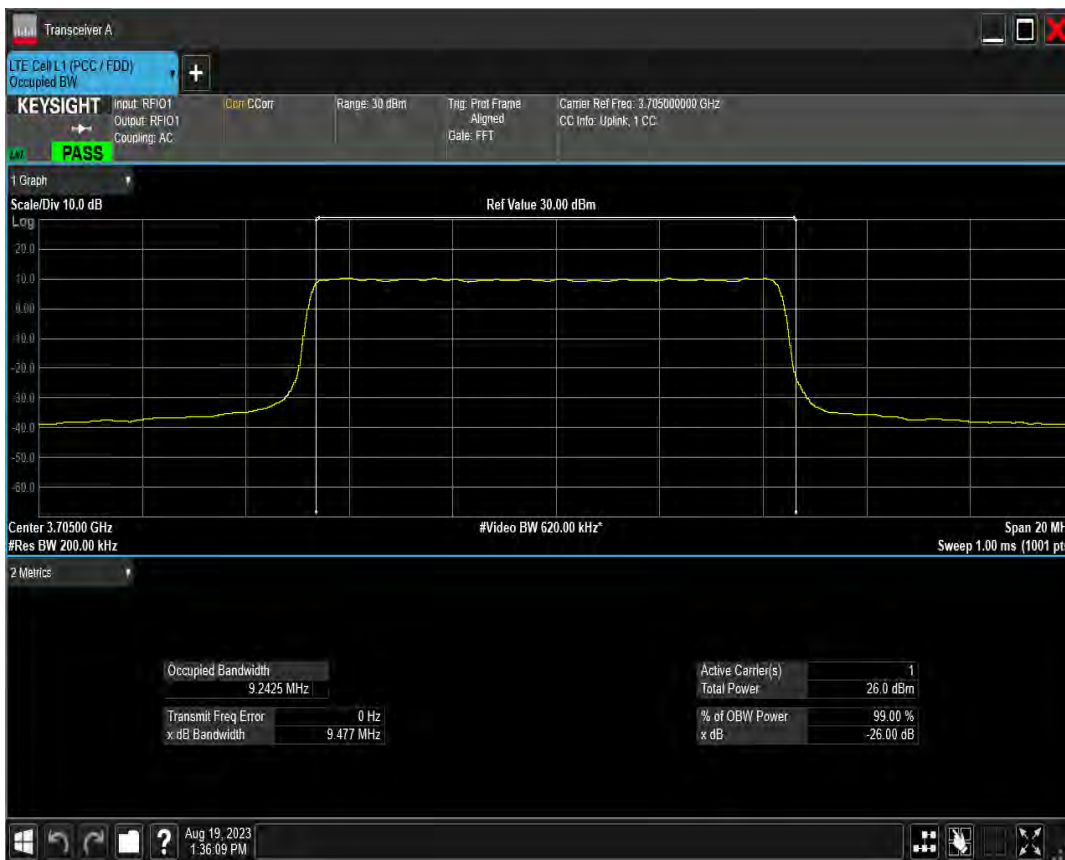 Transceiver A
LTE Cell L1 (PCC / FDD)
Occupied BW
KEYSIGHT
Input: RFIO1
Output: RFIO1
Coupling: AC
Corr CCorr
Range: 30 dBm
Trig: Prot Frame
Aligned
Gate: FFT
Carrier Ref Freq: 3.705000000 GHz
CC Info: Uplink, 1 CC
PASS
1 Graph
Scale/Div 10.0 dB
Ref Value 30.00 dBm
Log
20.0
10.0
0.00
-10.0
-20.0
-30.0
-40.0
-50.0
-60.0
Center 3.70500 GHz
#Video BW 620.00 kHz*
Span 20 MH
#Res BW 200.00 kHz
Sweep 1.00 ms (1001 pt
2 Metrics
Occupied Bandwidth
9.2425 MHz
Transmit Freq Error 0 Hz
x dB Bandwidth 9.477 MHz
Active Carrier(s) 1
Total Power 26.0 dBm
% of OBW Power 99.00 %
x dB -26.00 dB
Aug 19, 2023
1:36:09 PM